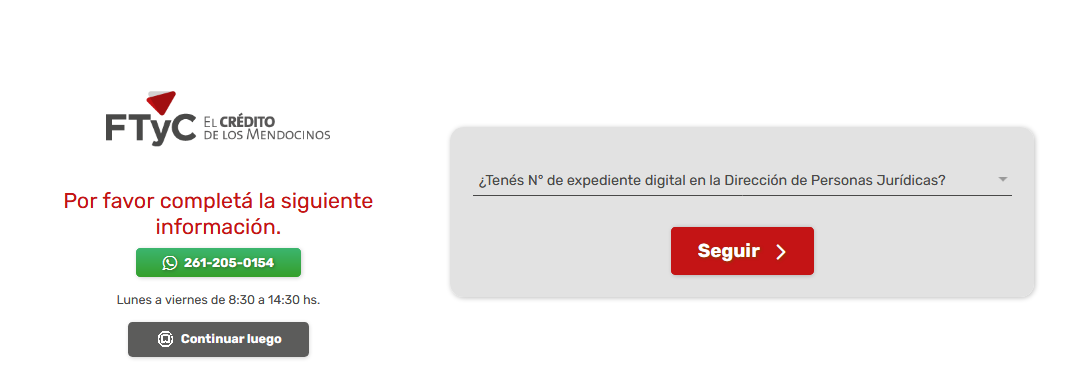 FTyC EL CRÉDITO
DE LOS MENDOCINOS
Por favor completá la siguiente
información.
261-205-0154
Lunes a viernes de 8:30 a 14:30 hs.
Continuar luego
¿Tenés N° de expediente digital en la Dirección de Personas Jurídicas?
Seguir